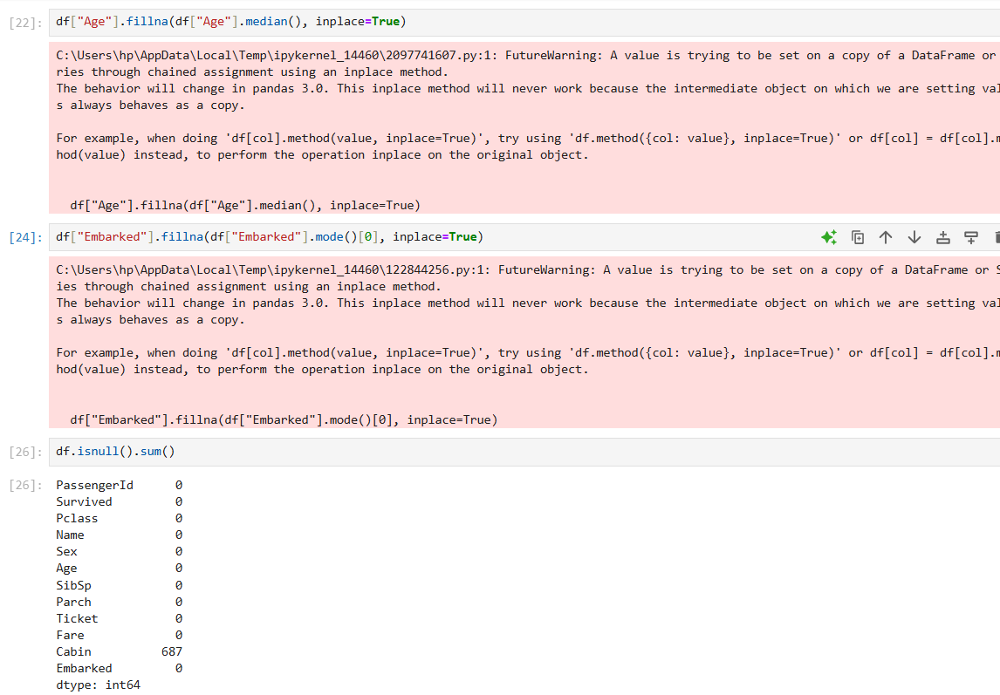 [22]: df["Age"].fillna(df["Age"].median(), inplace=True)
C:\Users\hp\AppData\Local\Temp\ipykernel_14460\2097741607.py:1: FutureWarning: A value is trying to be set on a copy of a DataFrame or
ries through chained assignment using an inplace method.
The behavior will change in pandas 3.0. This inplace method will never work because the intermediate object on which we are setting val
s always behaves as a copy.
For example, when doing 'df[col].method(value, inplace=True)', try using 'df.method({col: value}, inplace=True)' or df[col] = df[col].m
hod(value) instead, to perform the operation inplace on the original object.
df["Age"].fillna(df["Age"].median(), inplace=True)
[24]: df["Embarked"].fillna(df["Embarked"].mode()[0], inplace=True)
C:\Users\hp\AppData\Local\Temp\ipykernel_14460\122844256.py:1: FutureWarning: A value is trying to be set on a copy of a DataFrame or S
ies through chained assignment using an inplace method.
The behavior will change in pandas 3.0. This inplace method will never work because the intermediate object on which we are setting val
s always behaves as a copy.
For example, when doing 'df[col].method(value, inplace=True)', try using 'df.method({col: value}, inplace=True)' or df[col] = df[col].m
hod(value) instead, to perform the operation inplace on the original object.
df["Embarked"].fillna(df["Embarked"].mode()[0], inplace=True)
[26]: df.isnull().sum()
[26]: PassengerId 0
Survived 0
Pclass 0
Name 0
Sex 0
Age 0
SibSp 0
Parch 0
Ticket 0
Fare 0
Cabin 687
Embarked 0
dtype: int64